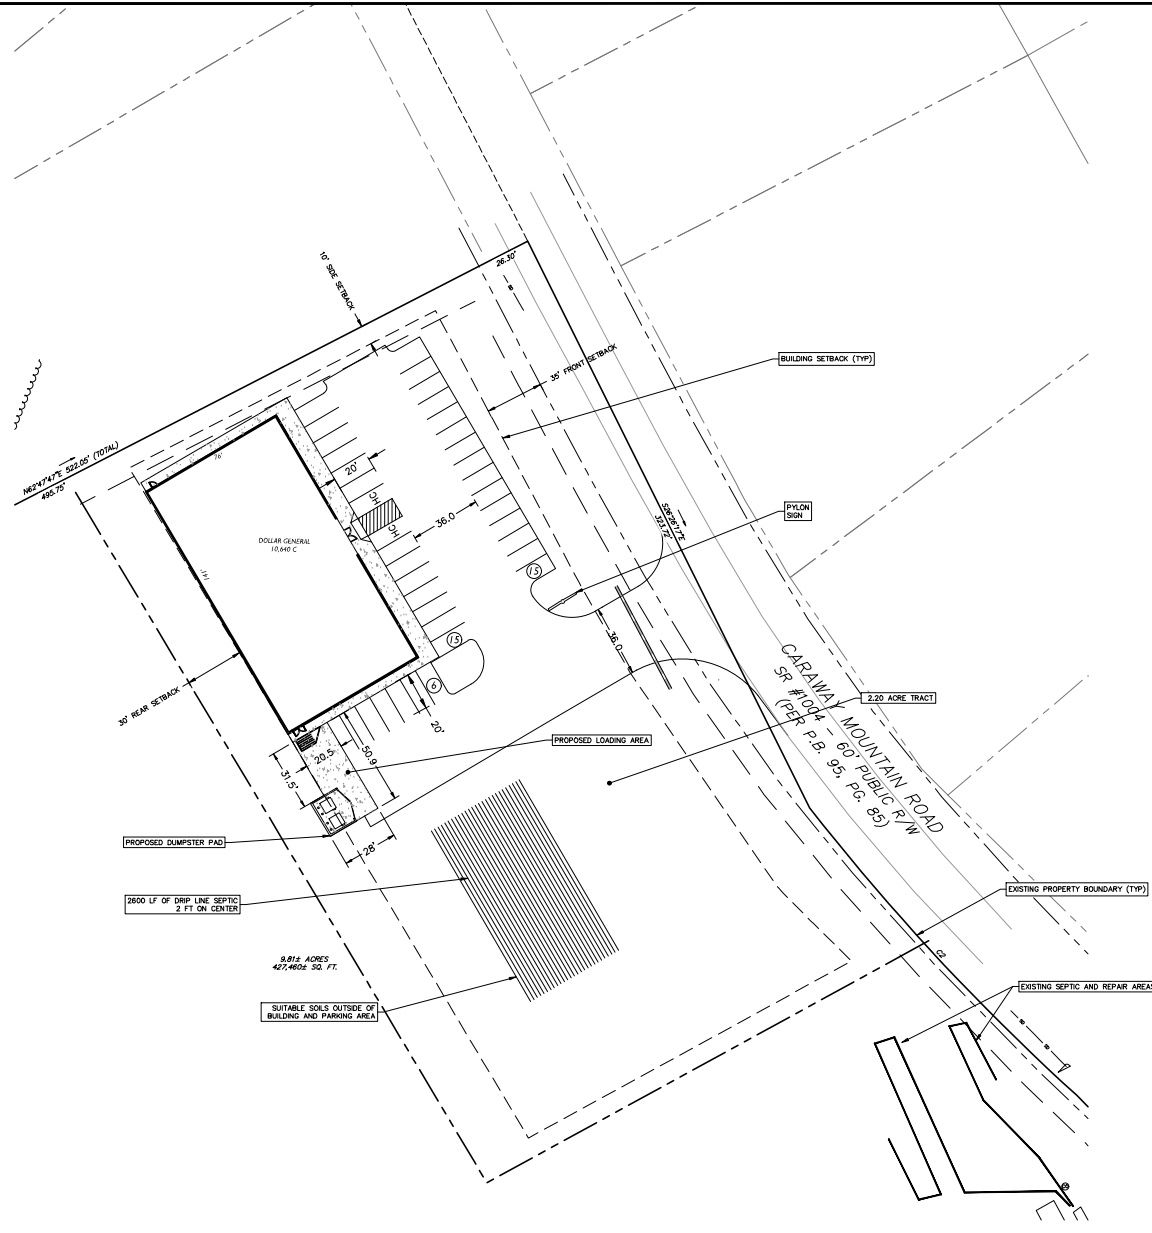 10' SIDE SETBACK
26.30'
35' FRONT SETBACK
BUILDING SETBACK (TYP)
N62°47'47"E 522.05' (TOTAL)
495.75'
76'
20'
HC
HC
36.0
S26°26'17"E
323.72'
PYLON
SIGN
DOLLAR GENERAL
10,640 C
141'
15
15
6
36.0
30' REAR SETBACK
20'
CARAWAY MOUNTAIN ROAD
SR #1004 - 60' PUBLIC R/W
(PER P.B. 95, PG. 85)
2.20 ACRE TRACT
PROPOSED LOADING AREA
20.5
50.9
31.5'
28'
PROPOSED DUMPSTER PAD
2600 LF OF DRIP LINE SEPTIC
2 FT ON CENTER
EXISTING PROPERTY BOUNDARY (TYP)
C2
9.81± ACRES
427,460± SQ. FT.
SUITABLE SOILS OUTSIDE OF
BUILDING AND PARKING AREA
EXISTING SEPTIC AND REPAIR AREAS